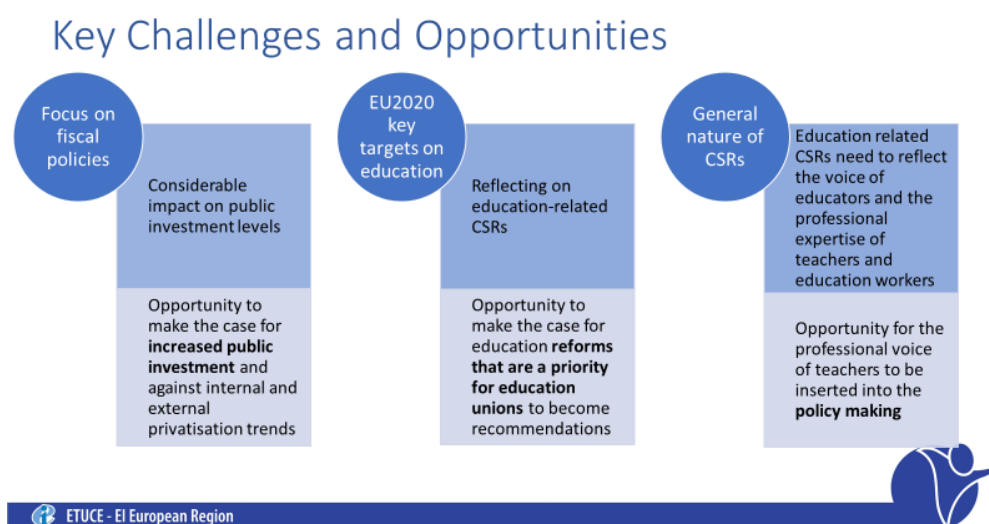 Key Challenges and Opportunities
Focus on
fiscal
policies
Considerable
impact on public
investment levels
Opportunity to
make the case for
increased public
investment and
against internal and
external
privatisation trends
EU2020
key
targets on
education
Reflecting on
education-related
CSRs
Opportunity to
make the case for
education reforms
that are a priority
for education
unions to become
recommendations
General
nature of
CSRs
Education related
CSRs need to reflect
the voice of
educators and the
professional
expertise of
teachers and
education workers
Opportunity for the
professional voice
of teachers to be
inserted into the
policy making
ETUCE - EI European Region